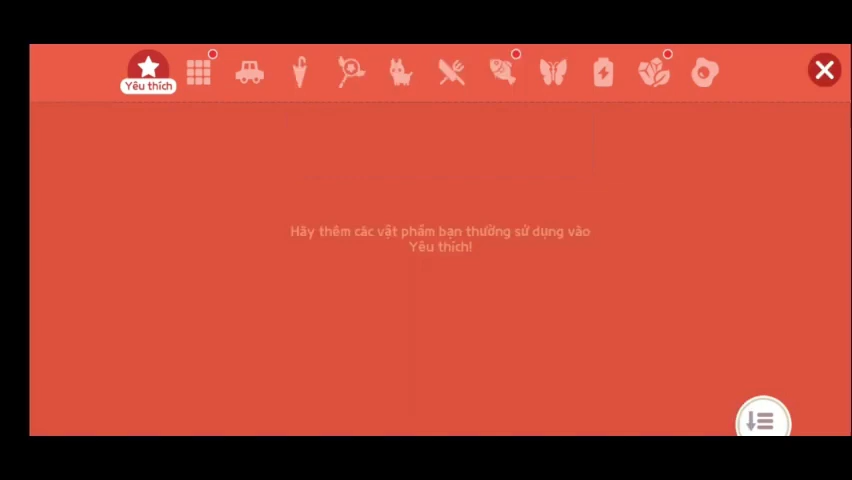 Yêu thích
Hãy thêm các vật phẩm bạn thường sử dụng vào
Yêu thích!